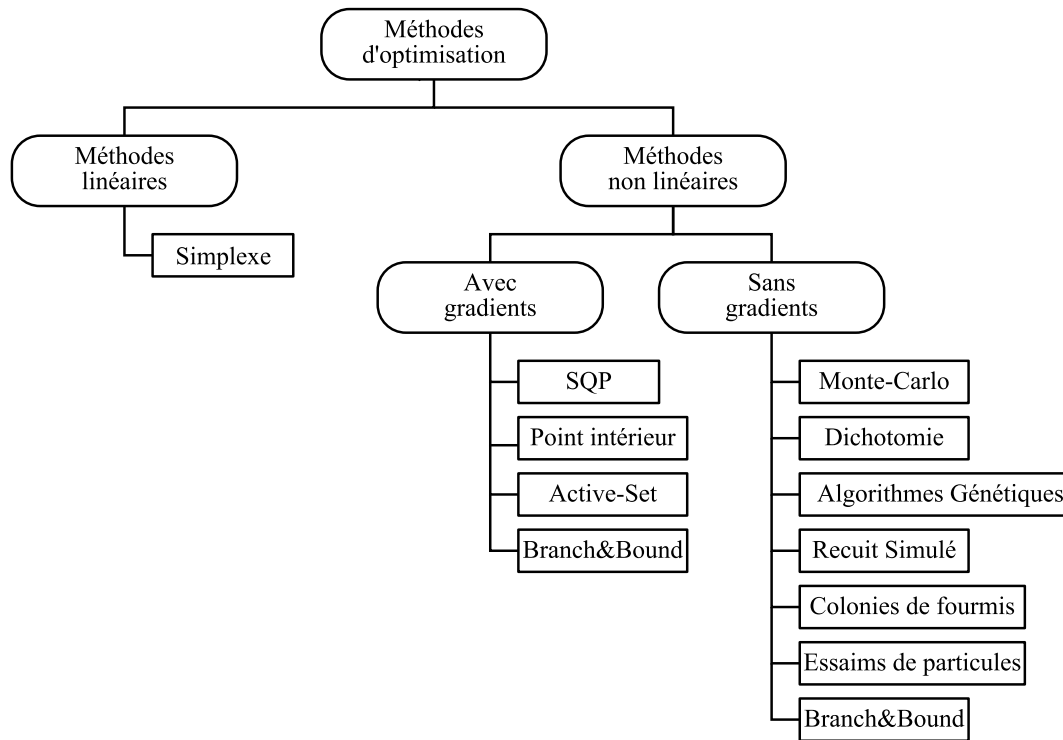 Méthodes
d'optimisation
Méthodes
linéaires
Simplexe
Méthodes
non linéaires
Avec
gradients
SQP
Point intérieur
Active-Set
Branch&Bound
Sans
gradients
Monte-Carlo
Dichotomie
Algorithmes Génétiques
Recuit Simulé
Colonies de fourmis
Essaims de particules
Branch&Bound